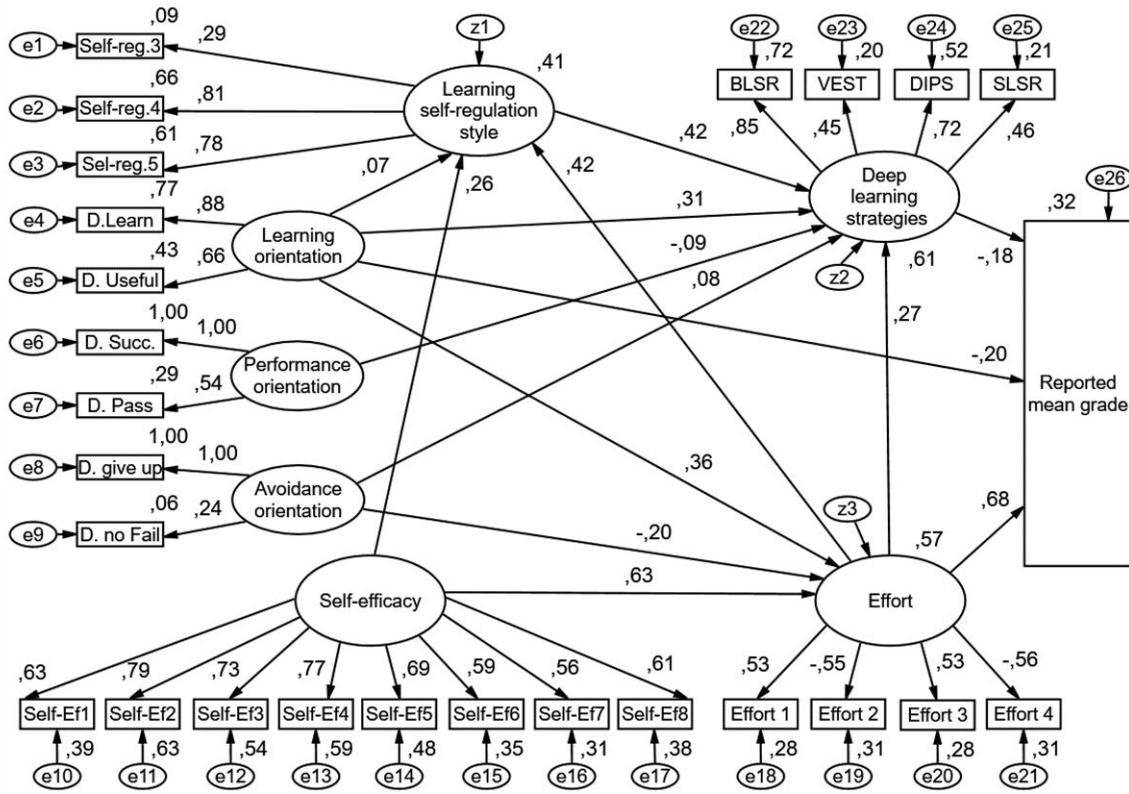 ,09
e1 Self-reg.3 ,29
,66
e2 Self-reg.4 ,81
,61
e3 Sel-reg.5 ,78
,77
e4 D.Learn ,88
,43
e5 D. Useful ,66
1,00
e6 D. Succ. 1,00
,29
e7 D. Pass ,54
1,00
e8 D. give up 1,00
,06
e9 D. no Fail ,24
z1
Learning
self-regulation
style
,41
,07
,26
,42
,42
Learning
orientation
,31
-,09
,08
-,20
,36
Performance
orientation
Avoidance
orientation
-,20
Self-efficacy
,63
e22 e23 e24 e25
,72 ,20 ,52 ,21
BLSR VEST DIPS SLSR
,85 ,45 ,72 ,46
Deep
learning
strategies
z2
,61
-,18
,27
e26
,32
Reported
mean grade
,68
z3
,57
Effort
,63 ,79 ,73 ,77 ,69 ,59 ,56 ,61
Self-Ef1 Self-Ef2 Self-Ef3 Self-Ef4 Self-Ef5 Self-Ef6 Self-Ef7 Self-Ef8
,39 ,63 ,54 ,59 ,48 ,35 ,31 ,38
e10 e11 e12 e13 e14 e15 e16 e17
,53 -,55 ,53 -,56
Effort 1 Effort 2 Effort 3 Effort 4
,28 ,31 ,28 ,31
e18 e19 e20 e21